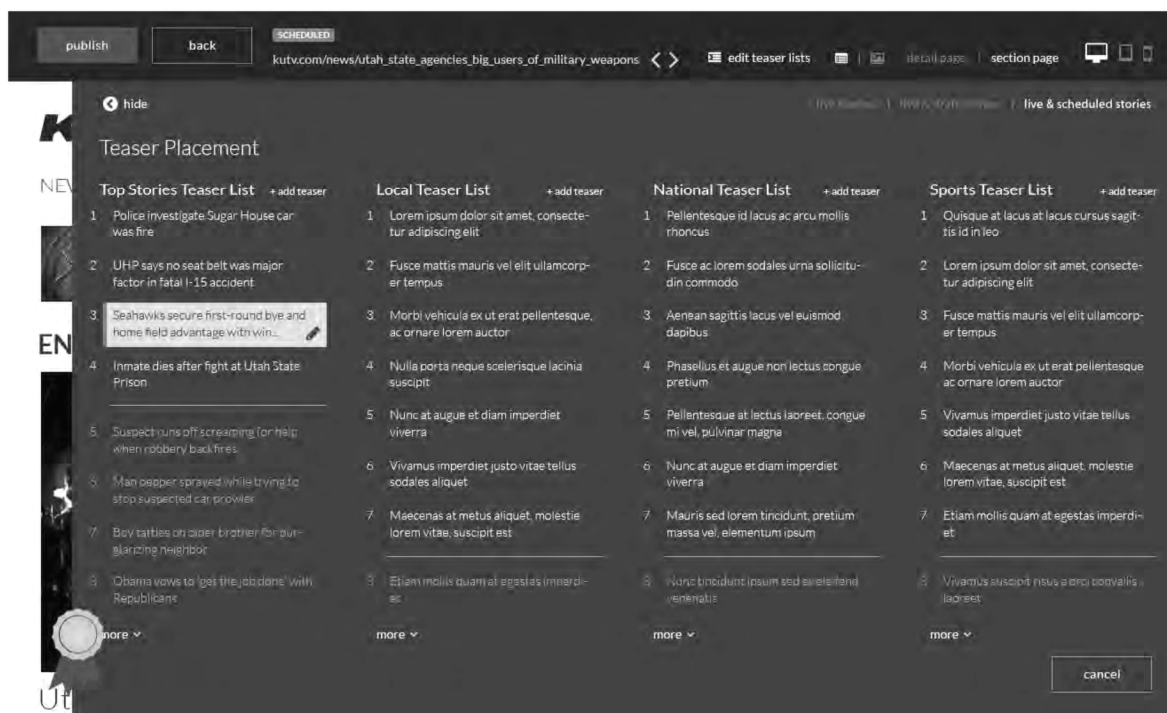 publish
back
SCHEDULED
kutv.com/news/utah_state_agencies_big_users_of_military_weapons
edit teaser lists
detail page
section page
hide
live & scheduled stories
K
NEV
EN
Ut
Teaser Placement
Top Stories Teaser List + add teaser
1 Police investigate Sugar House car
was fire
2 UHP says no seat belt was major
factor in fatal I-15 accident
3 Seahawks secure first-round bye and
home field advantage with win...
4 Inmate dies after fight at Utah State
Prison
5 Suspect runs off screaming for help
when robbery backfires
6 Man pepper sprayed while trying to
stop suspected car prowler
7 Boy tattles on older brother for bur-
glarizing neighbor
8 Obama vows to 'get the job done' with
Republicans
more
Local Teaser List + add teaser
1 Lorem ipsum dolor sit amet, consecte-
tur adipiscing elit
2 Fusce mattis mauris vel elit ullamcorp-
er tempus
3 Morbi vehicula ex ut erat pellentesque,
ac ornare lorem auctor
4 Nulla porta neque scelerisque lacinia
suscipit
5 Nunc at augue et diam imperdiet
viverra
6 Vivamus imperdiet justo vitae tellus
sodales aliquet
7 Maecenas at metus aliquet, molestie
lorem vitae, suscipit est
8 Etiam mollis quam at egestas imperdi-
more
National Teaser List + add teaser
1 Pellentesque id lacus ac arcu mollis
rhoncus
2 Fusce ac lorem sodales urna sollicitu-
din commodo
3 Aenean sagittis lacus vel euismod
dapibus
4 Phasellus et augue non lectus congue
pretium
5 Pellentesque at lectus laoreet, congue
mi vel, pulvinar magna
6 Nunc at augue et diam imperdiet
viverra
7 Mauris sed lorem tincidunt, pretium
massa vel, elementum ipsum
8 Nunc tincidunt ipsum sed ex eleifend
venenatis
more
Sports Teaser List + add teaser
1 Quisque at lacus at lacus cursus sagit-
tis id in leo
2 Lorem ipsum dolor sit amet, consecte-
tur adipiscing elit
3 Fusce mattis mauris vel elit ullamcorp-
er tempus
4 Morbi vehicula ex ut erat pellentesque
ac ornare lorem auctor
5 Vivamus imperdiet justo vitae tellus
sodales aliquet
6 Maecenas at metus aliquet, molestie
lorem vitae, suscipit est
7 Etiam mollis quam at egestas imperdi-
et
8 Vivamus suscipit risus a orci convallis
laoreet
more
cancel